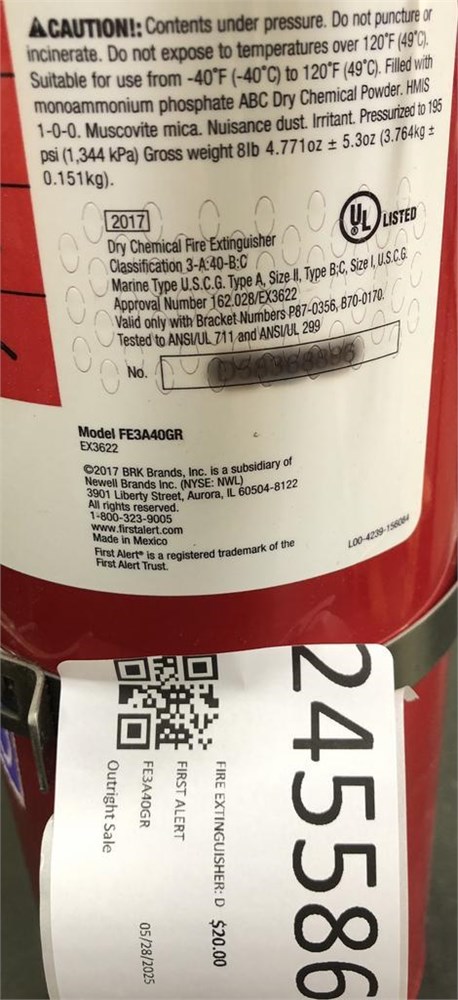 ⚠CAUTION!: Contents under pressure. Do not puncture or
incinerate. Do not expose to temperatures over 120°F (49°C).
Suitable for use from -40°F (-40°C) to 120°F (49°C). Filled with
monoammonium phosphate ABC Dry Chemical Powder. HMIS
1-0-0. Muscovite mica. Nuisance dust. Irritant. Pressurized to 195
psi (1,344 kPa) Gross weight 8lb 4.771oz ± 5.3oz (3.764kg ±
0.151kg).
2017
UL LISTED
Dry Chemical Fire Extinguisher
Classification 3-A:40-B:C
Marine Type U.S.C.G. Type A, Size II, Type B;C, Size I, U.S.C.G.
Approval Number 162.028/EX3622
Valid only with Bracket Numbers P87-0356, B70-0170.
Tested to ANSI/UL 711 and ANSI/UL 299
No.
Model FE3A40GR
EX3622
©2017 BRK Brands, Inc. is a subsidiary of
Newell Brands Inc. (NYSE: NWL)
3901 Liberty Street, Aurora, IL 60504-8122
All rights reserved.
1-800-323-9005
www.firstalert.com
Made in Mexico
First Alert® is a registered trademark of the
First Alert Trust.
L00-4239-156084
245586
FIRE EXTINGUISHER: D $20.00
FIRST ALERT
FE3A40GR 05/28/2025
Outright Sale